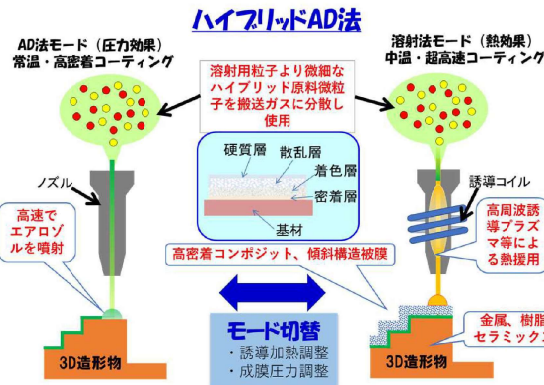 ハイブリッドAD法
AD法モード（圧力効果）
常温・高密着コーティング
溶射法モード（熱効果）
中温・超高速コーティング
溶射用粒子より微細な
ハイブリッド原料微粒
子を搬送ガスに分散し
使用
硬質層
散乱層
着色層
密着層
基材
ノズル
高速で
エアロゾ
ルを噴射
誘導コイル
高周波誘
導プラズ
マ等によ
る熱援用
高密着コンポジット、傾斜構造被膜
モード切替
・誘導加熱調整
・成膜圧力調整
金属、樹脂
セラミックス
3D造形物
3D造形物